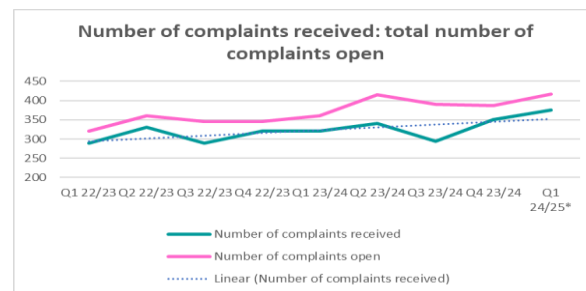 Number of complaints received: total number of
complaints open
450
400
350
300
250
200
Q1 22/23 Q2 22/23 Q3 22/23 Q4 22/23 Q1 23/24 Q2 23/24 Q3 23/24 Q4 23/24 Q1
24/25*
Number of complaints received
Number of complaints open
Linear (Number of complaints received)